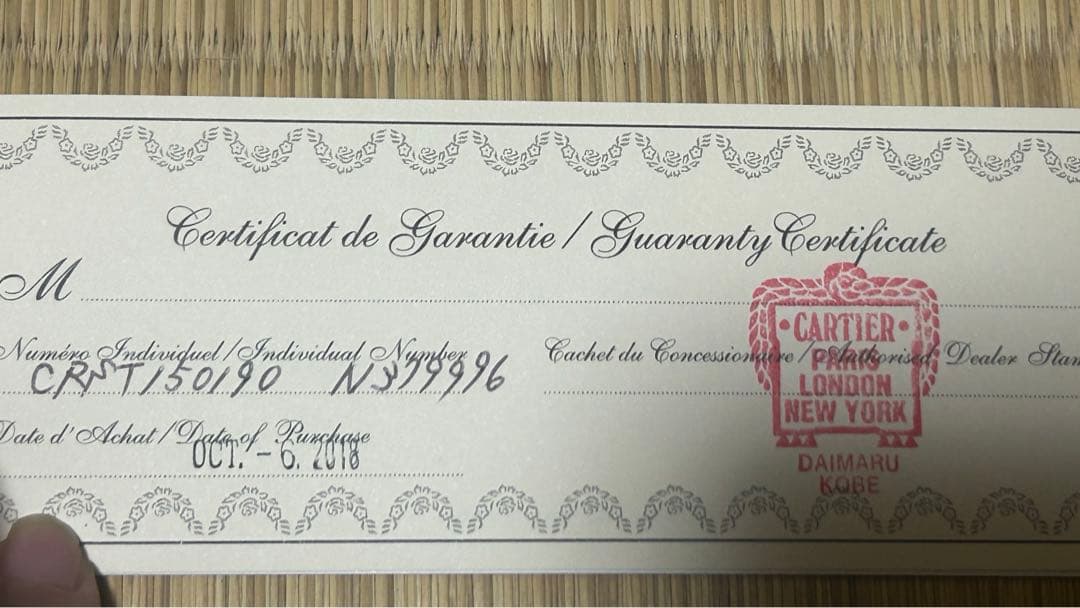 Certificat de Garantie / Guaranty Certificate
M
Numéro Individuel / Individual Number
CRMT150190 N379996
Cachet du Concessionnaire / Authorised Dealer Stam
• CARTIER •
PARIS
LONDON
NEW YORK
DAIMARU
KOBE
Date d'Achat / Date of Purchase
OCT. - 6. 2018